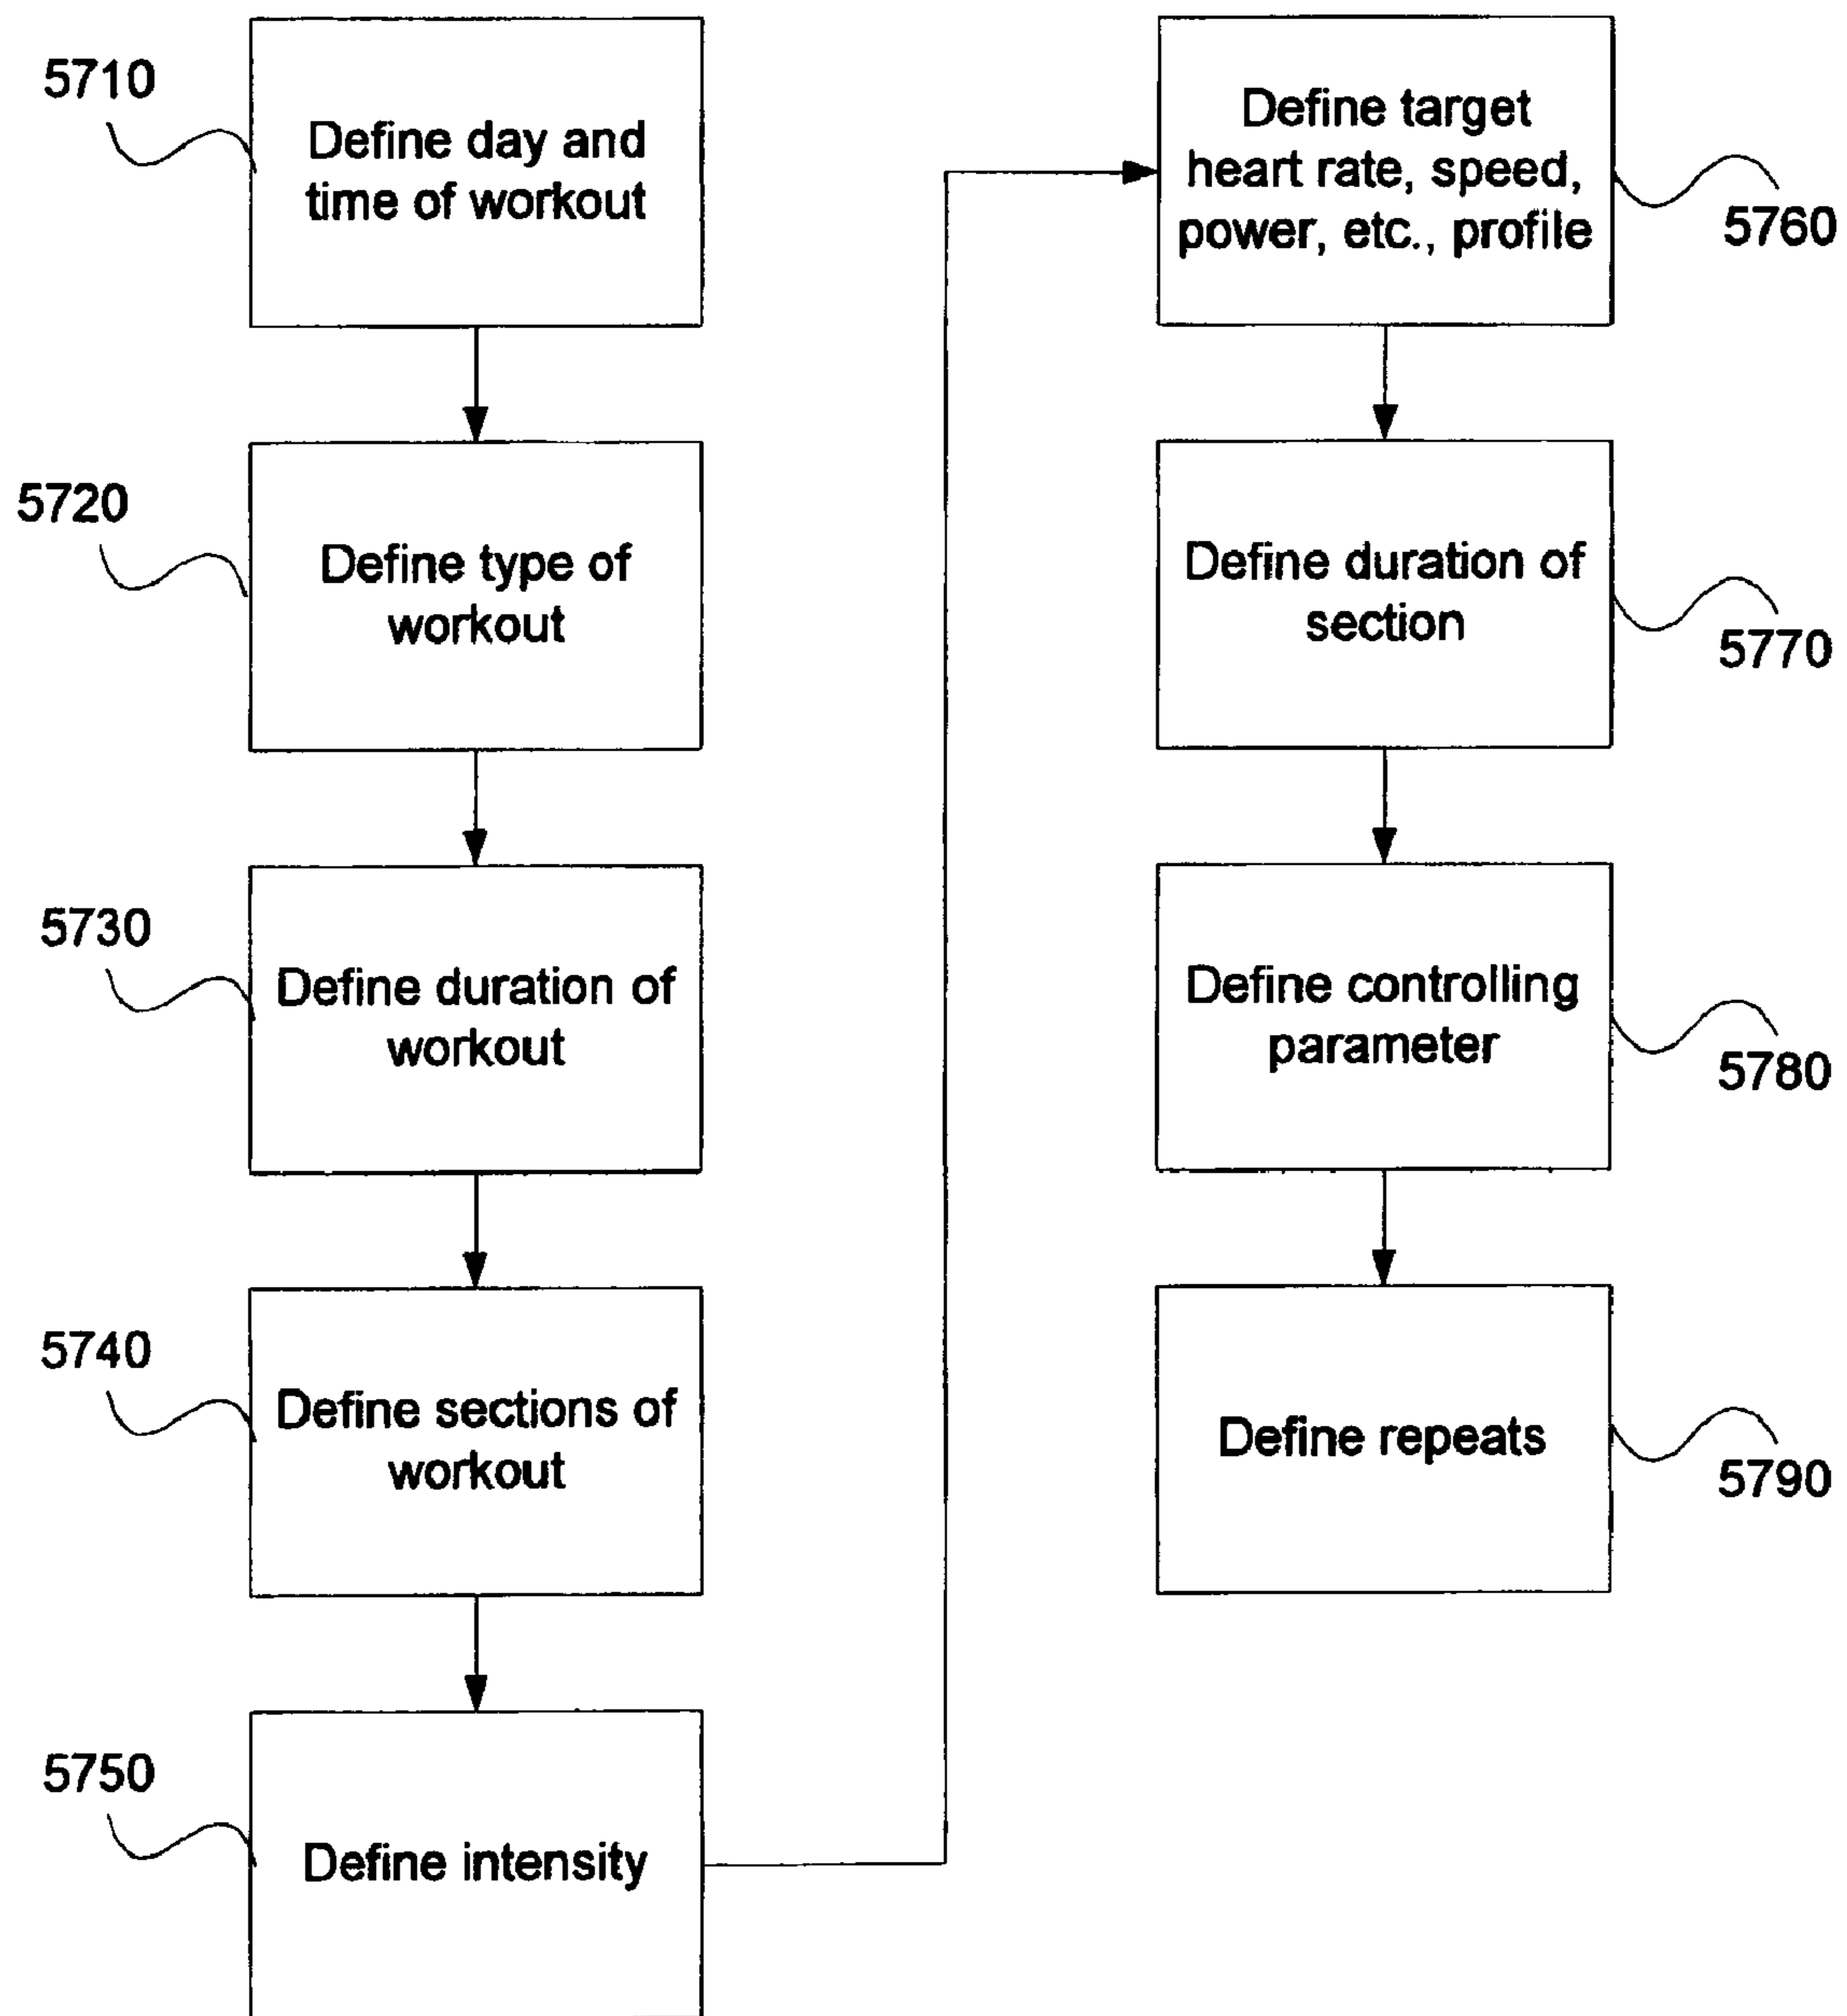 5710
Define day and
time of workout
5720
Define type of
workout
5730
Define duration of
workout
5740
Define sections of
workout
5750
Define intensity
Define target
heart rate, speed,
power, etc., profile
5760
Define duration of
section
5770
Define controlling
parameter
5780
Define repeats
5790